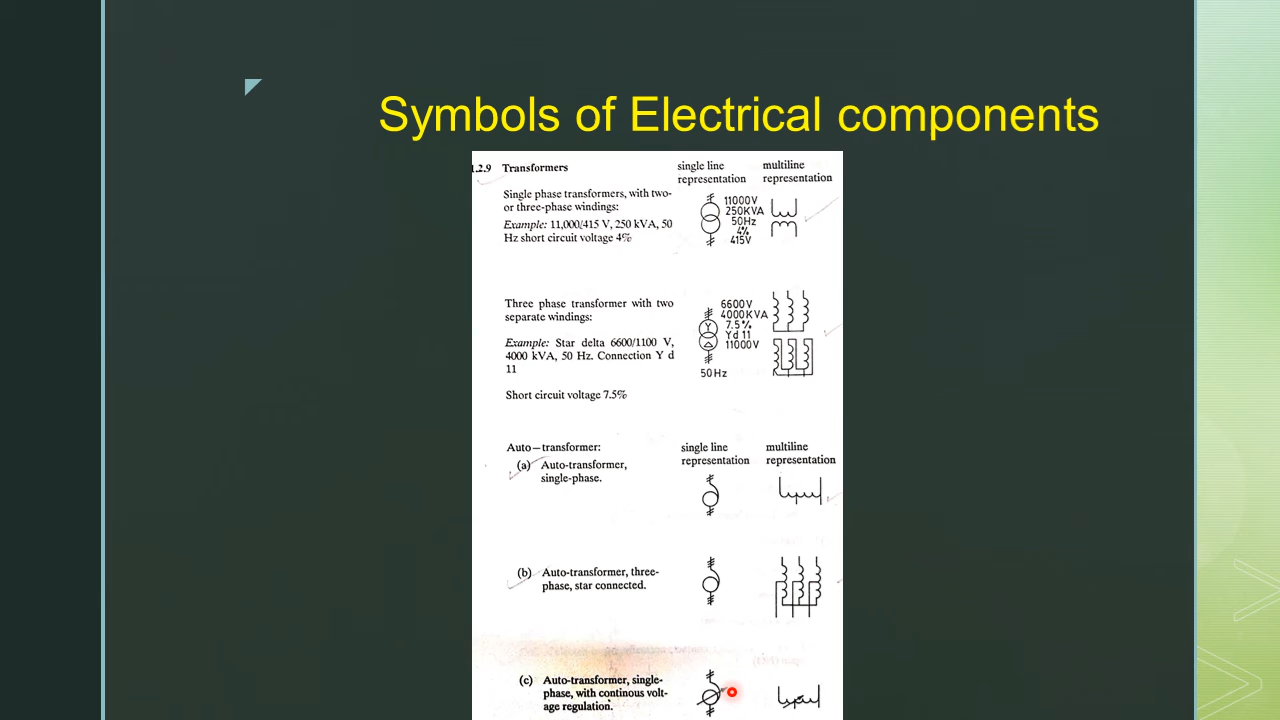 Symbols of Electrical components
1.2.9 Transformers
single line
representation
multiline
representation
Single phase transformers, with two-
or three-phase windings:
Example: 11,000/415 V, 250 kVA, 50
Hz short circuit voltage 4%
11000V
250KVA
50Hz
4%
415V
Three phase transformer with two
separate windings:
Example: Star delta 6600/1100 V,
4000 kVA, 50 Hz. Connection Y d
11
Short circuit voltage 7.5%
6600V
4000KVA
7.5%
Yd 11
11000V
Y
50Hz
Auto-transformer:
single line
representation
multiline
representation
(a) Auto-transformer,
single-phase.
(b) Auto-transformer, three-
phase, star connected.
(c) Auto-transformer, single-
phase, with continous volt-
age regulation.